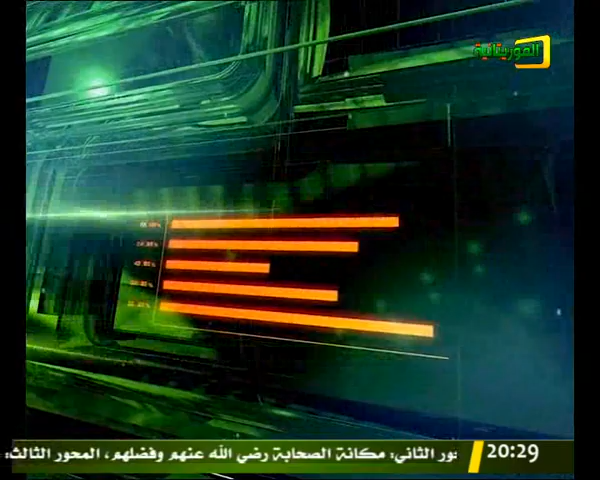 الموريتانية
ور الثاني: مكانة الصحابة رضي الله عنهم وفضلهم، المحور الثالث:
20:29